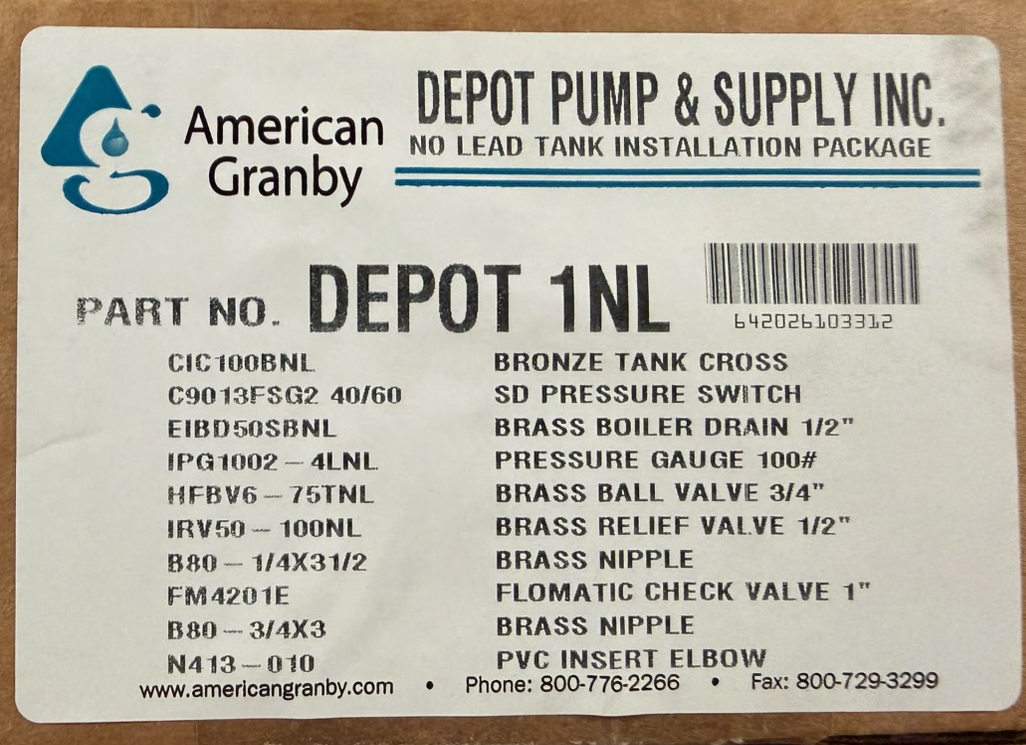 American
Granby
DEPOT PUMP & SUPPLY INC.
NO LEAD TANK INSTALLATION PACKAGE
PART NO. DEPOT 1NL
642026103312
CIC100BNL BRONZE TANK CROSS
C9013FSG2 40/60 SD PRESSURE SWITCH
EIBD50SBNL BRASS BOILER DRAIN 1/2"
IPG1002-4LNL PRESSURE GAUGE 100#
HFBV6-75TNL BRASS BALL VALVE 3/4"
IRV50-100NL BRASS RELIEF VALVE 1/2"
B80-1/4X31/2 BRASS NIPPLE
FM4201E FLOMATIC CHECK VALVE 1"
B80-3/4X3 BRASS NIPPLE
N413-010 PVC INSERT ELBOW
www.americangranby.com • Phone: 800-776-2266 • Fax: 800-729-3299